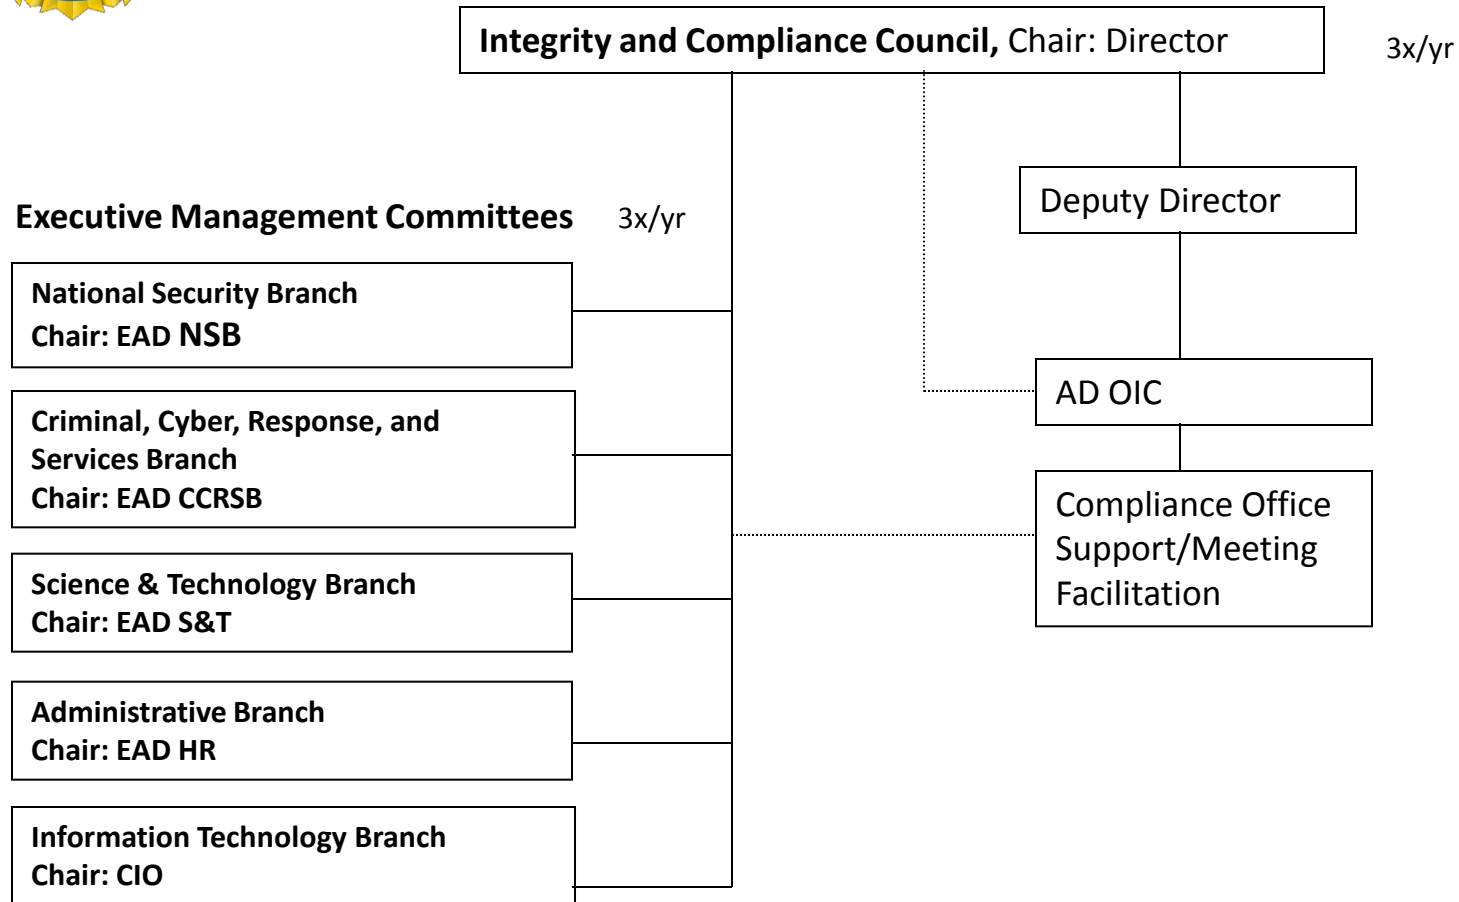 Integrity and Compliance Council, Chair: Director
3x/yr
Deputy Director
Executive Management Committees 3x/yr
National Security Branch
Chair: EAD NSB
AD OIC
Criminal, Cyber, Response, and
Services Branch
Chair: EAD CCRSB
Compliance Office
Support/Meeting
Facilitation
Science & Technology Branch
Chair: EAD S&T
Administrative Branch
Chair: EAD HR
Information Technology Branch
Chair: CIO